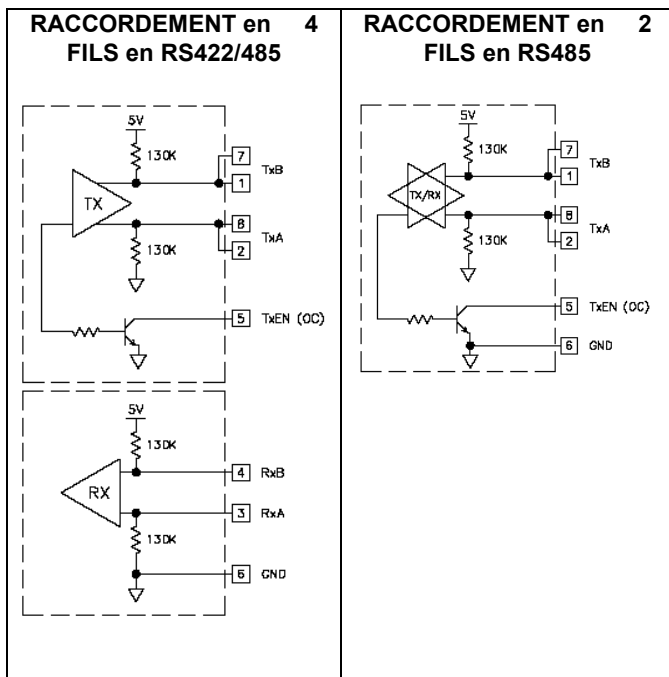 RACCORDEMENT en 4
FILS en RS422/485
5V
130K
7
TxB
1
TX
8
TxA
130K
2
5 TxEN (OC)
5V
130K
4 RxB
RX
3 RxA
130K
6 GND
RACCORDEMENT en 2
FILS en RS485
5V
130K
7
TxB
1
TX/RX
8
TxA
130K
2
5 TxEN (OC)
6 GND